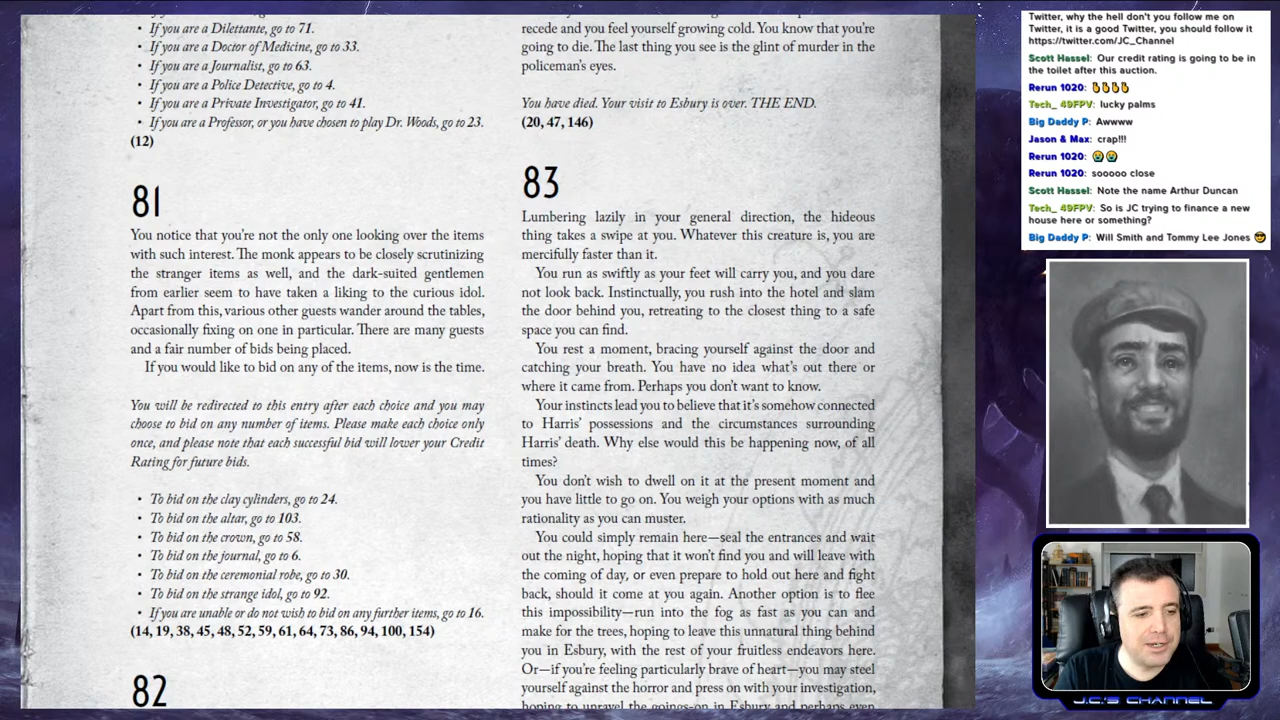 • If you are a Dilettante, go to 71.
• If you are a Doctor of Medicine, go to 33.
• If you are a Journalist, go to 63.
• If you are a Police Detective, go to 4.
• If you are a Private Investigator, go to 41.
• If you are a Professor, or you have chosen to play Dr. Woods, go to 23.
(12)
81
You notice that you're not the only one looking over the items
with such interest. The monk appears to be closely scrutinizing
the stranger items as well, and the dark-suited gentlemen
from earlier seem to have taken a liking to the curious idol.
Apart from this, various other guests wander around the tables,
occasionally fixing on one in particular. There are many guests
and a fair number of bids being placed.
If you would like to bid on any of the items, now is the time.
You will be redirected to this entry after each choice and you may
choose to bid on any number of items. Please make each choice only
once, and please note that each successful bid will lower your Credit
Rating for future bids.
• To bid on the clay cylinders, go to 24.
• To bid on the altar, go to 103.
• To bid on the crown, go to 58.
• To bid on the journal, go to 6.
• To bid on the ceremonial robe, go to 30.
• To bid on the strange idol, go to 92.
• If you are unable or do not wish to bid on any further items, go to 16.
(14, 19, 38, 45, 48, 52, 59, 61, 64, 73, 86, 94, 100, 154)
82
recede and you feel yourself growing cold. You know that you're
going to die. The last thing you see is the glint of murder in the
policeman's eyes.
You have died. Your visit to Esbury is over. THE END.
(20, 47, 146)
83
Lumbering lazily in your general direction, the hideous
thing takes a swipe at you. Whatever this creature is, you are
mercifully faster than it.
You run as swiftly as your feet will carry you, and you dare
not look back. Instinctually, you rush into the hotel and slam
the door behind you, retreating to the closest thing to a safe
space you can find.
You rest a moment, bracing yourself against the door and
catching your breath. You have no idea what's out there or
where it came from. Perhaps you don't want to know.
Your instincts lead you to believe that it's somehow connected
to Harris' possessions and the circumstances surrounding
Harris' death. Why else would this be happening now, of all
times?
You don't wish to dwell on it at the present moment and
you have little to go on. You weigh your options with as much
rationality as you can muster.
You could simply remain here—seal the entrances and wait
out the night, hoping that it won't find you and will leave with
the coming of day, or even prepare to hold out here and fight
back, should it come at you again. Another option is to flee
this impossibility—run into the fog as fast as you can and
make for the trees, hoping to leave this unnatural thing behind
you in Esbury, with the rest of your fruitless endeavors here.
Or—if you're feeling particularly brave of heart—you may steel
yourself against the horror and press on with your investigation,
hoping to unravel the goings-on in Esbury and perhaps even
Twitter, why the hell don't you follow me on
Twitter, it is a good Twitter, you should follow it
https://twitter.com/JC_Channel
Scott Hassel: Our credit rating is going to be in
the toilet after this auction.
Rerun 1020:
Tech_ 49FPV: lucky palms
Big Daddy P: Awwww
Jason & Max: crap!!!
Rerun 1020: 😭😭
Rerun 1020: sooooo close
Scott Hassel: Note the name Arthur Duncan
Tech_ 49FPV: So is JC trying to finance a new
house here or something?
Big Daddy P: Will Smith and Tommy Lee Jones 😎
J.C.'S CHANNEL